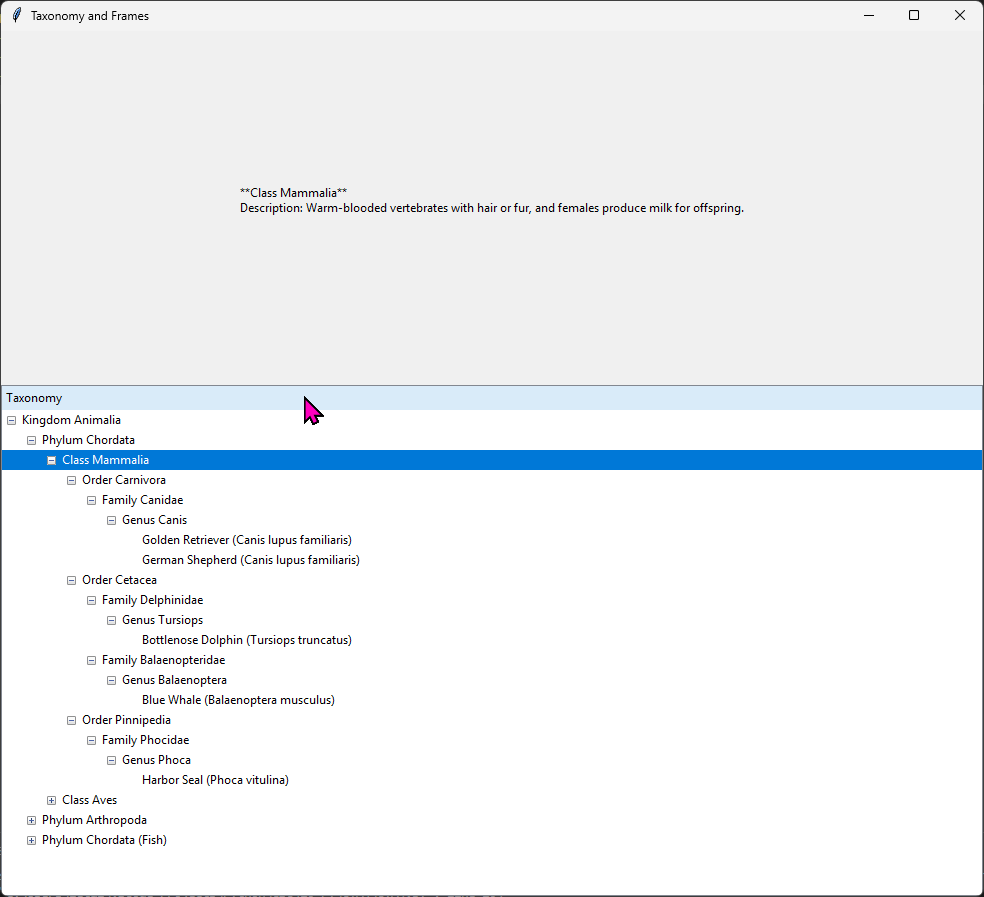 Taxonomy and Frames
**Class Mammalia**
Description: Warm-blooded vertebrates with hair or fur, and females produce milk for offspring.
Taxonomy
Kingdom Animalia
Phylum Chordata
Class Mammalia
Order Carnivora
Family Canidae
Genus Canis
Golden Retriever (Canis lupus familiaris)
German Shepherd (Canis lupus familiaris)
Order Cetacea
Family Delphinidae
Genus Tursiops
Bottlenose Dolphin (Tursiops truncatus)
Family Balaenopteridae
Genus Balaenoptera
Blue Whale (Balaenoptera musculus)
Order Pinnipedia
Family Phocidae
Genus Phoca
Harbor Seal (Phoca vitulina)
Class Aves
Phylum Arthropoda
Phylum Chordata (Fish)